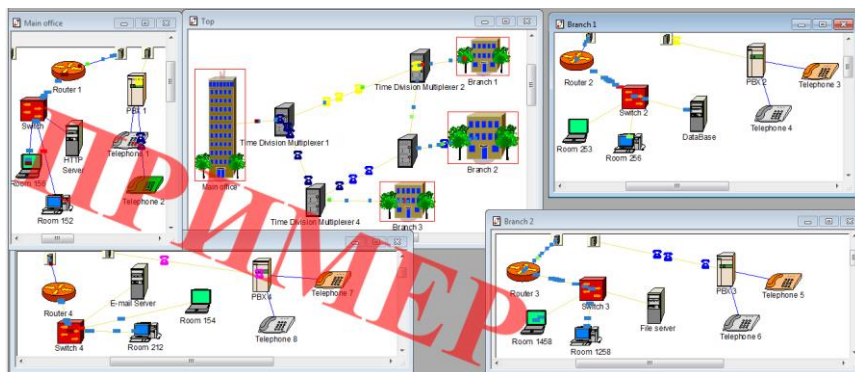 Main office
Router 1
PBX 1
Switch
HTTP
Server
Telephone 1
Room 152
Telephone 2
Top
Time Division Multiplexer 2
Branch 1
Time Division Multiplexer 1
Branch 2
Main office
Time Division Multiplexer 4
Branch 3
Branch 1
Router 2
PBX 2
Telephone 3
Switch 2
DataBase
Telephone 4
Room 253
Room 256
E-mail Server
PBX 4
Telephone 7
Router 4
Room 154
Switch 4
Room 212
Telephone 8
Branch 2
Router 3
PBX 3
Telephone 5
Switch 3
File server
Room 1458
Room 1258
Telephone 6
ПРИМЕР